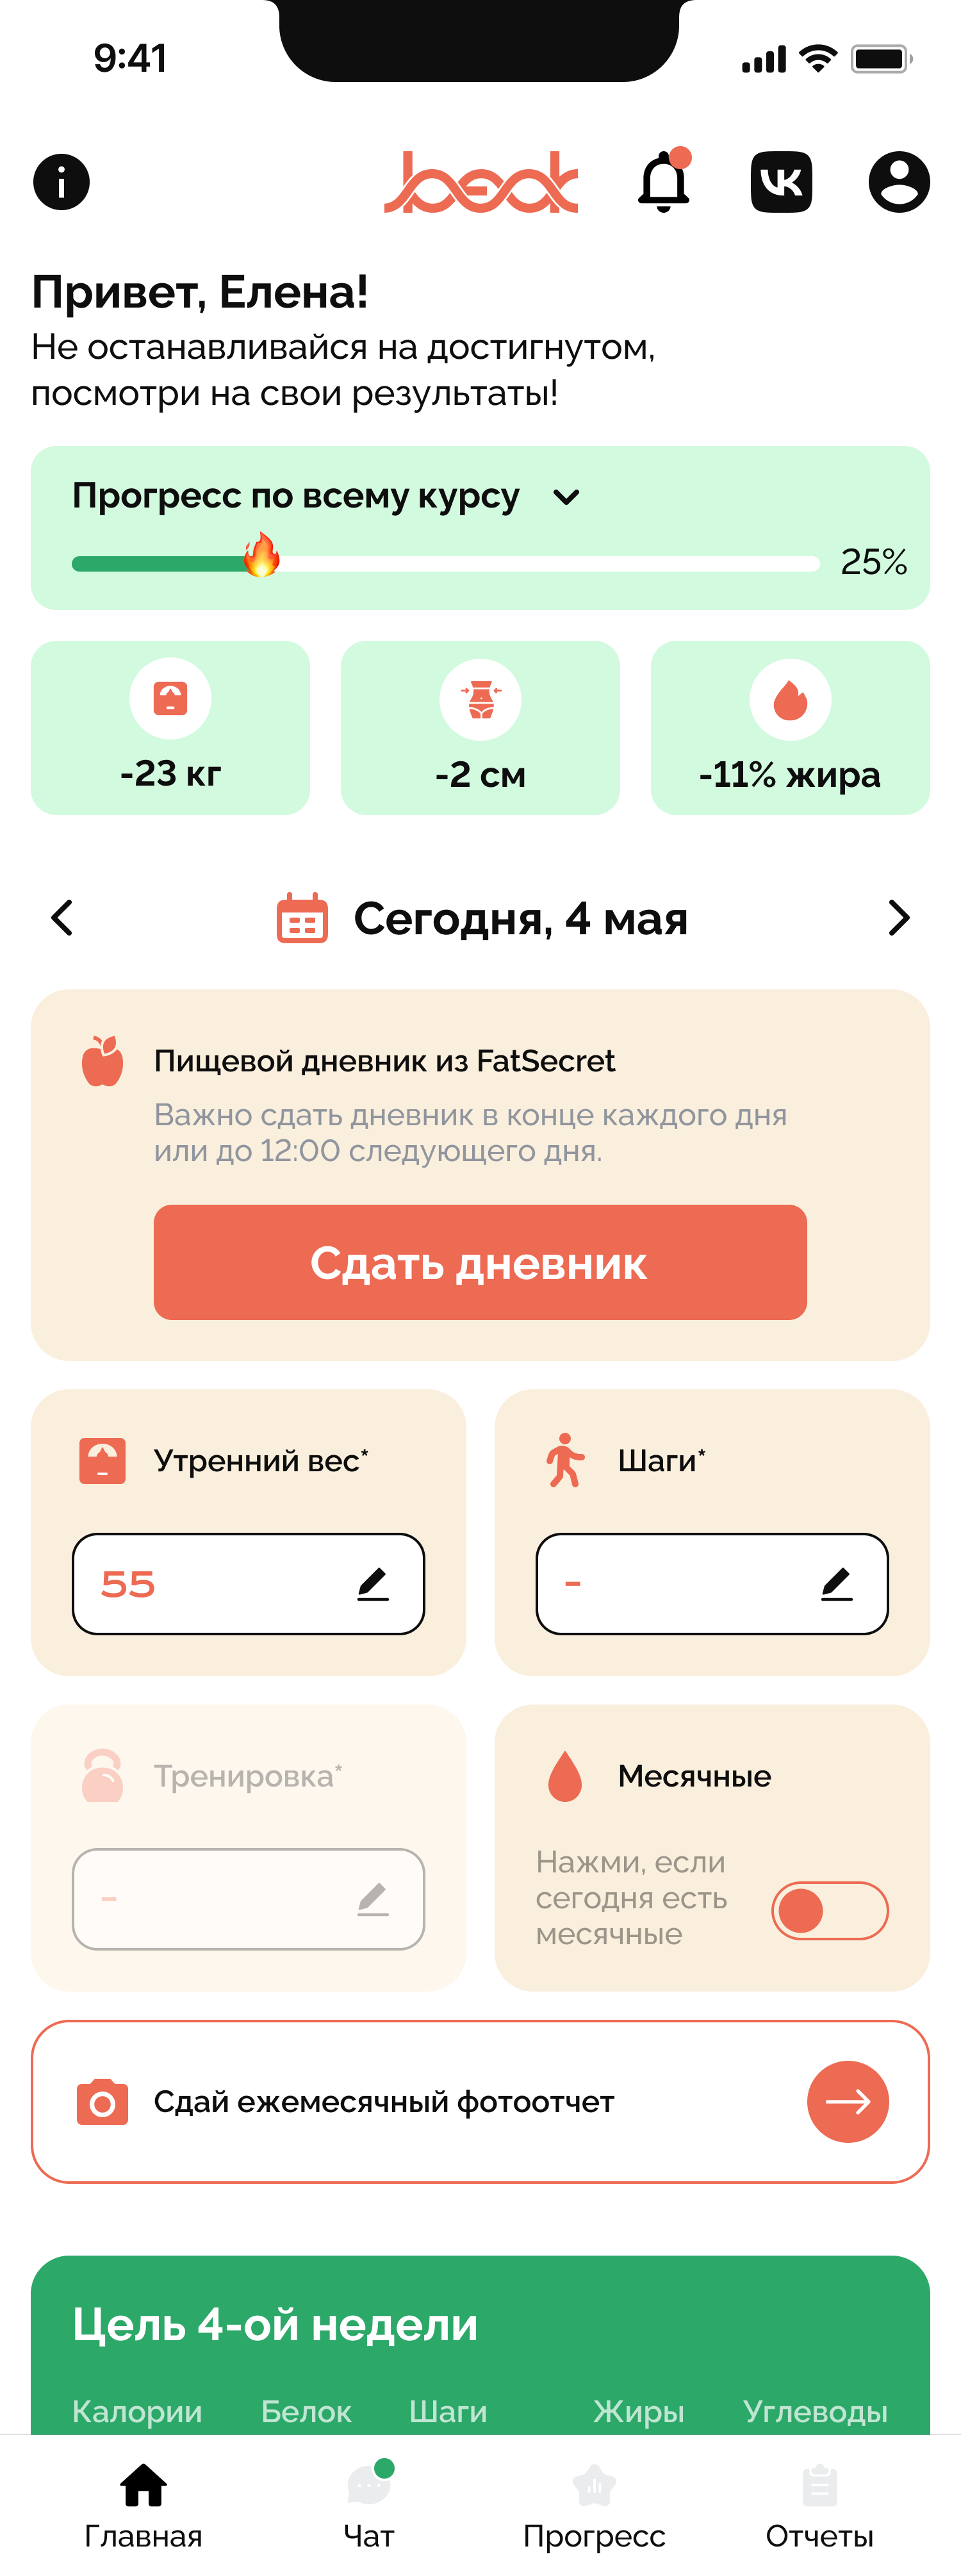 9:41
beok
Привет, Елена!
Не останавливайся на достигнутом,
посмотри на свои результаты!
Прогресс по всему курсу
25%
-23 кг
-2 см
-11% жира
Сегодня, 4 мая
Пищевой дневник из FatSecret
Важно сдать дневник в конце каждого дня
или до 12:00 следующего дня.
Сдать дневник
Утренний вес*
Шаги*
55
-
Тренировка*
Месячные
-
Нажми, если
сегодня есть
месячные
Сдай ежемесячный фотоотчет
Цель 4-ой недели
Калории Белок Шаги Жиры Углеводы
Главная Чат Прогресс Отчеты